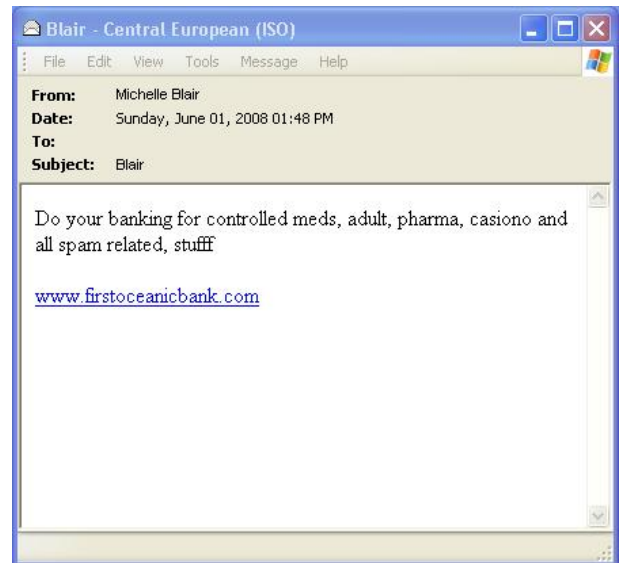 Blair - Central European (ISO)
File Edit View Tools Message Help
From: Michelle Blair
Date: Sunday, June 01, 2008 01:48 PM
To:
Subject: Blair
Do your banking for controlled meds, adult, pharma, casiono and
all spam related, stufff
www.firstoceanicbank.com